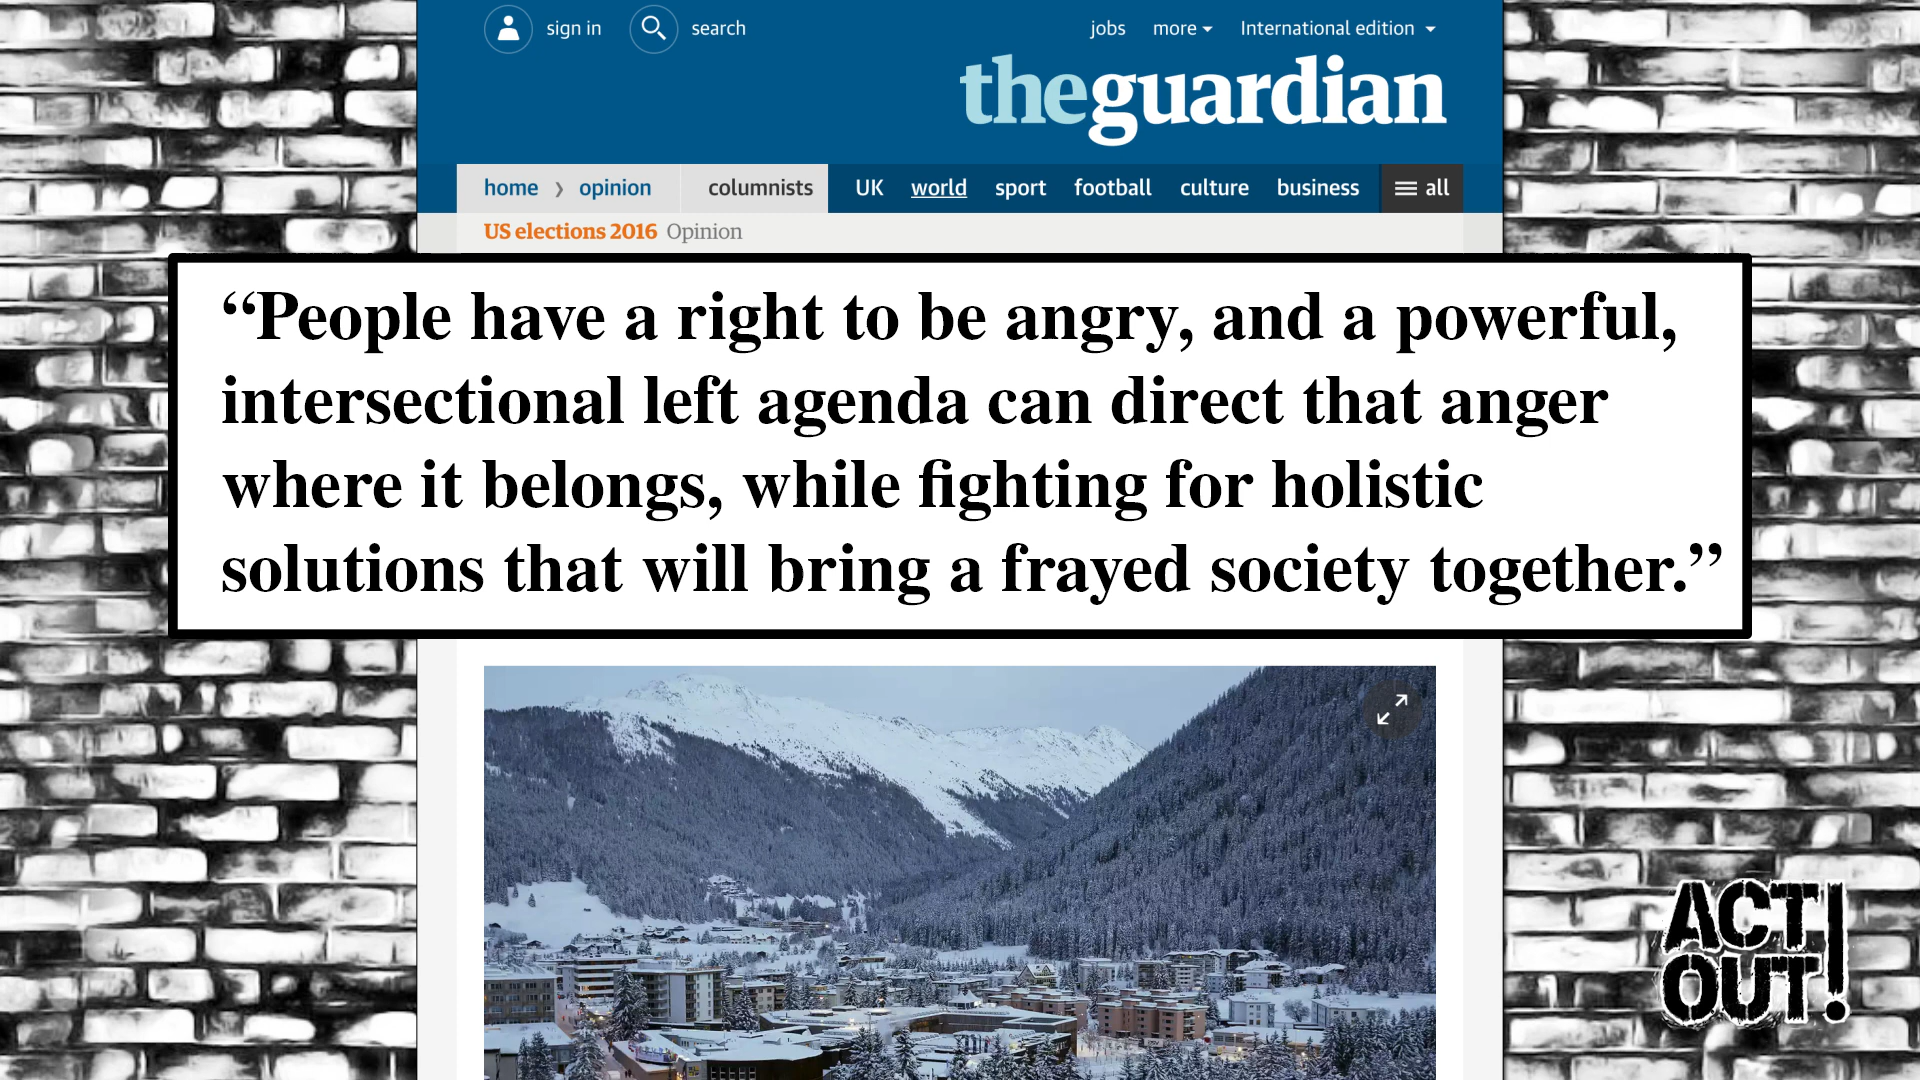 sign in search jobs more International edition
theguardian
home › opinion columnists UK world sport football culture business all
US elections 2016 Opinion
“People have a right to be angry, and a powerful,
intersectional left agenda can direct that anger
where it belongs, while fighting for holistic
solutions that will bring a frayed society together.”
ACT
OUT!